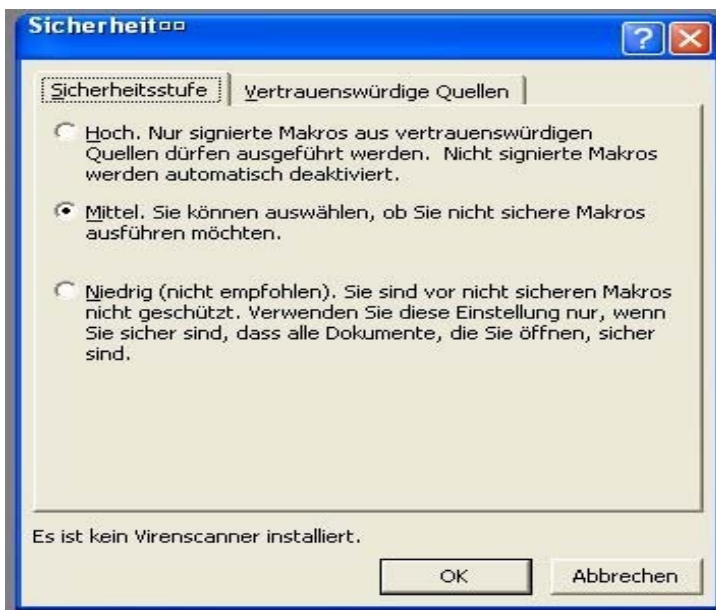 Sicherheit¤¤
Sicherheitsstufe
Vertrauenswürdige Quellen
Hoch. Nur signierte Makros aus vertrauenswürdigen
Quellen dürfen ausgeführt werden. Nicht signierte Makros
werden automatisch deaktiviert.
Mittel. Sie können auswählen, ob Sie nicht sichere Makros
ausführen möchten.
Niedrig (nicht empfohlen). Sie sind vor nicht sicheren Makros
nicht geschützt. Verwenden Sie diese Einstellung nur, wenn
Sie sicher sind, dass alle Dokumente, die Sie öffnen, sicher
sind.
Es ist kein Virenscanner installiert.
OK
Abbrechen